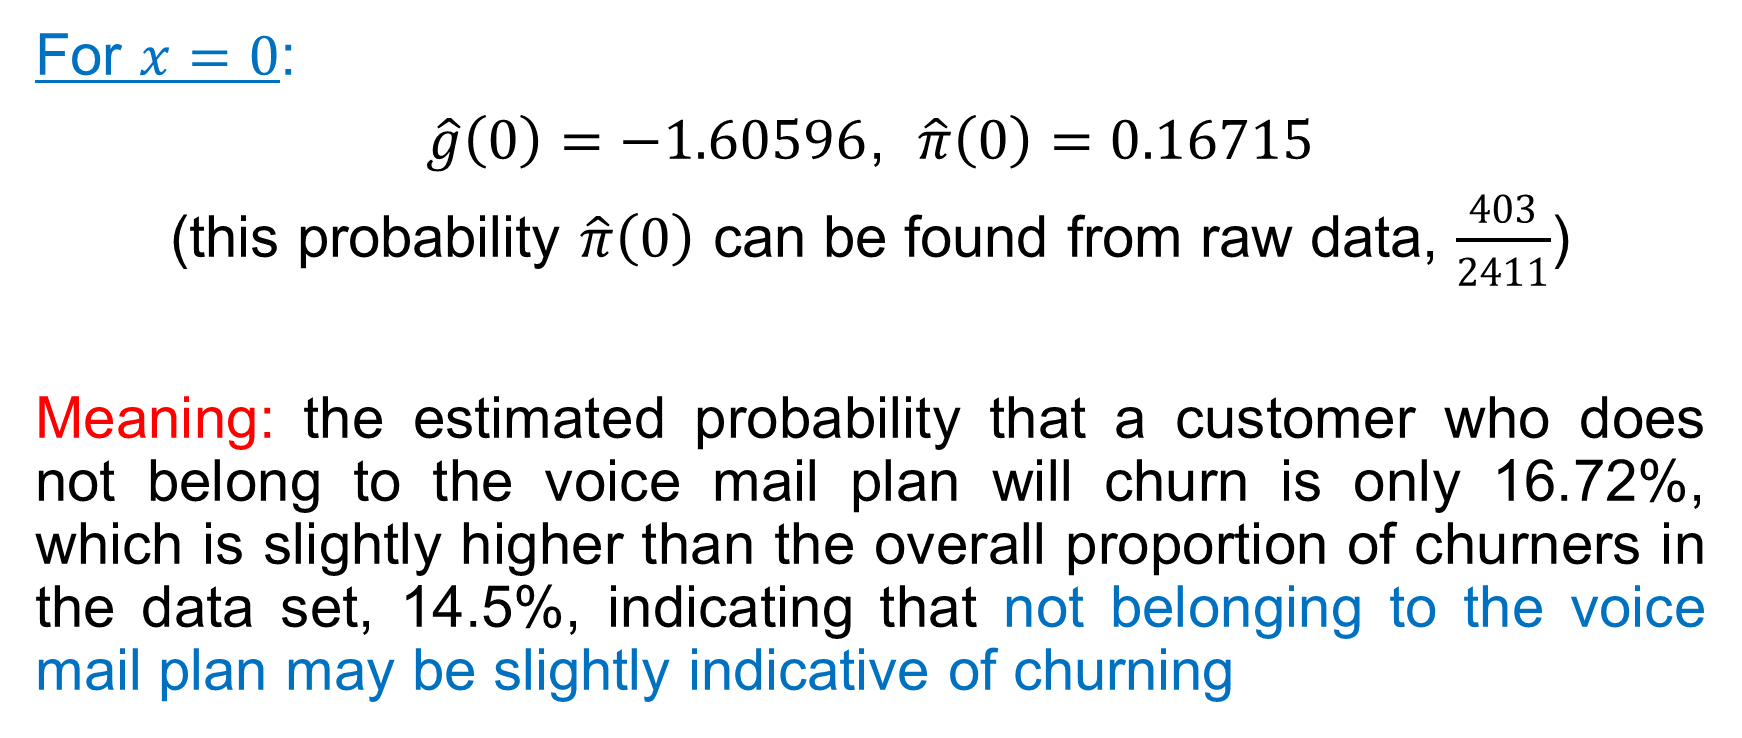 For x = 0:
ĝ(0) = −1.60596, π̂(0) = 0.16715
(this probability π̂(0) can be found from raw data, 403/2411)
Meaning: the estimated probability that a customer who does
not belong to the voice mail plan will churn is only 16.72%,
which is slightly higher than the overall proportion of churners in
the data set, 14.5%, indicating that not belonging to the voice
mail plan may be slightly indicative of churning